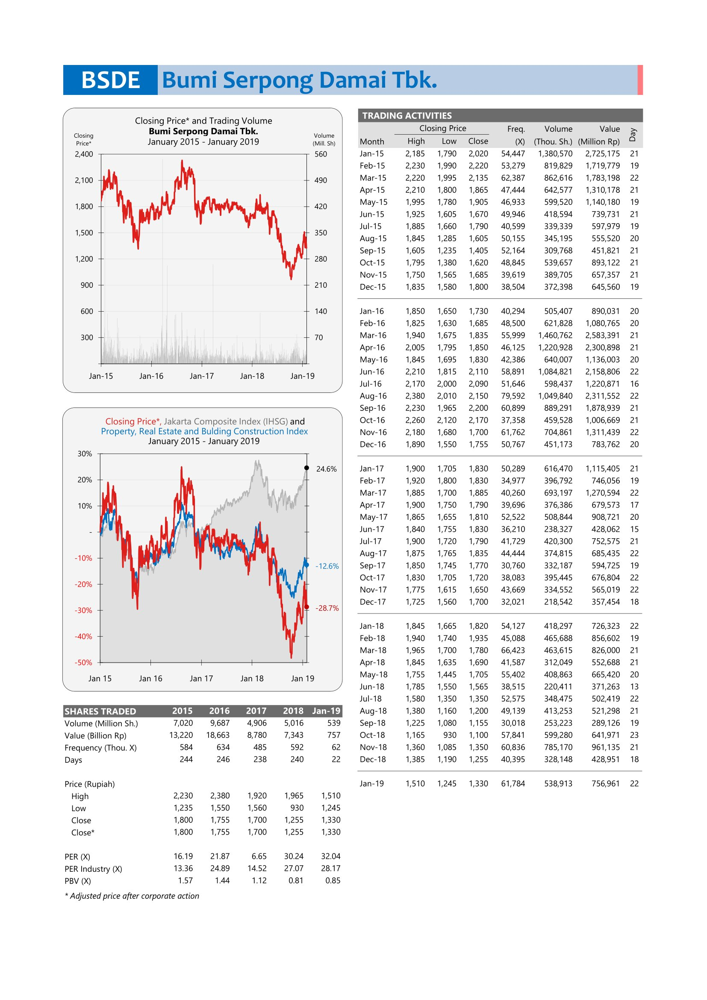 BSDE Bumi Serpong Damai Tbk.
Closing Price* and Trading Volume
Bumi Serpong Damai Tbk.
January 2015 - January 2019
Closing Price*
Volume (Mill. Sh)
2,400 560
2,100 490
1,800 420
1,500 350
1,200 280
900 210
600 140
300 70
Jan-15 Jan-16 Jan-17 Jan-18 Jan-19
Closing Price*, Jakarta Composite Index (IHSG) and
Property, Real Estate and Bulding Construction Index
January 2015 - January 2019
30%
24.6%
20%
10%
-
-10%
-12.6%
-20%
-28.7%
-30%
-40%
-50%
Jan 15 Jan 16 Jan 17 Jan 18 Jan 19
SHARES TRADED 2015 2016 2017 2018 Jan-19
Volume (Million Sh.) 7,020 9,687 4,906 5,016 539
Value (Billion Rp) 13,220 18,663 8,780 7,343 757
Frequency (Thou. X) 584 634 485 592 62
Days 244 246 238 240 22
Price (Rupiah)
High 2,230 2,380 1,920 1,965 1,510
Low 1,235 1,550 1,560 930 1,245
Close 1,800 1,755 1,700 1,255 1,330
Close* 1,800 1,755 1,700 1,255 1,330
PER (X) 16.19 21.87 6.65 30.24 32.04
PER Industry (X) 13.36 24.89 14.52 27.07 28.17
PBV (X) 1.57 1.44 1.12 0.81 0.85
* Adjusted price after corporate action
TRADING ACTIVITIES
Closing Price Freq. Volume Value Day
Month High Low Close (X) (Thou. Sh.) (Million Rp)
Jan-15 2,185 1,790 2,020 54,447 1,380,570 2,725,175 21
Feb-15 2,230 1,990 2,220 53,279 819,829 1,719,779 19
Mar-15 2,220 1,995 2,135 62,387 862,616 1,783,198 22
Apr-15 2,210 1,800 1,865 47,444 642,577 1,310,178 21
May-15 1,995 1,780 1,905 46,933 599,520 1,140,180 19
Jun-15 1,925 1,605 1,670 49,946 418,594 739,731 21
Jul-15 1,885 1,660 1,790 40,599 339,339 597,979 19
Aug-15 1,845 1,285 1,605 50,155 345,195 555,520 20
Sep-15 1,605 1,235 1,405 52,164 309,768 451,821 21
Oct-15 1,795 1,380 1,620 48,845 539,657 893,122 21
Nov-15 1,750 1,565 1,685 39,619 389,705 657,357 21
Dec-15 1,835 1,580 1,800 38,504 372,398 645,560 19
Jan-16 1,850 1,650 1,730 40,294 505,407 890,031 20
Feb-16 1,825 1,630 1,685 48,500 621,828 1,080,765 20
Mar-16 1,940 1,675 1,835 55,999 1,460,762 2,583,391 21
Apr-16 2,005 1,795 1,850 46,125 1,220,928 2,300,898 21
May-16 1,845 1,695 1,830 42,386 640,007 1,136,003 20
Jun-16 2,210 1,815 2,110 58,891 1,084,821 2,158,806 22
Jul-16 2,170 2,000 2,090 51,646 598,437 1,220,871 16
Aug-16 2,380 2,010 2,150 79,592 1,049,840 2,311,552 22
Sep-16 2,230 1,965 2,200 60,899 889,291 1,878,939 21
Oct-16 2,260 2,120 2,170 37,358 459,528 1,006,669 21
Nov-16 2,180 1,680 1,700 61,762 704,861 1,311,439 22
Dec-16 1,890 1,550 1,755 50,767 451,173 783,762 20
Jan-17 1,900 1,705 1,830 50,289 616,470 1,115,405 21
Feb-17 1,920 1,800 1,830 34,977 396,792 746,056 19
Mar-17 1,885 1,700 1,885 40,260 693,197 1,270,594 22
Apr-17 1,900 1,750 1,790 39,696 376,386 679,573 17
May-17 1,865 1,655 1,810 52,522 508,844 908,721 20
Jun-17 1,840 1,755 1,830 36,210 238,327 428,062 15
Jul-17 1,900 1,720 1,790 41,729 420,300 752,575 21
Aug-17 1,875 1,765 1,835 44,444 374,815 685,435 22
Sep-17 1,850 1,745 1,770 30,760 332,187 594,725 19
Oct-17 1,830 1,705 1,720 38,083 395,445 676,804 22
Nov-17 1,775 1,615 1,650 43,669 334,552 565,019 22
Dec-17 1,725 1,560 1,700 32,021 218,542 357,454 18
Jan-18 1,845 1,665 1,820 54,127 418,297 726,323 22
Feb-18 1,940 1,740 1,935 45,088 465,688 856,602 19
Mar-18 1,965 1,700 1,780 66,423 463,615 826,000 21
Apr-18 1,845 1,635 1,690 41,587 312,049 552,688 21
May-18 1,755 1,445 1,705 55,402 408,863 665,420 20
Jun-18 1,785 1,550 1,565 38,515 220,411 371,263 13
Jul-18 1,580 1,350 1,350 52,575 348,475 502,419 22
Aug-18 1,380 1,160 1,200 49,139 413,253 521,298 21
Sep-18 1,225 1,080 1,155 30,018 253,223 289,126 19
Oct-18 1,165 930 1,100 57,841 599,280 641,971 23
Nov-18 1,360 1,085 1,350 60,836 785,170 961,135 21
Dec-18 1,385 1,190 1,255 40,395 328,148 428,951 18
Jan-19 1,510 1,245 1,330 61,784 538,913 756,961 22